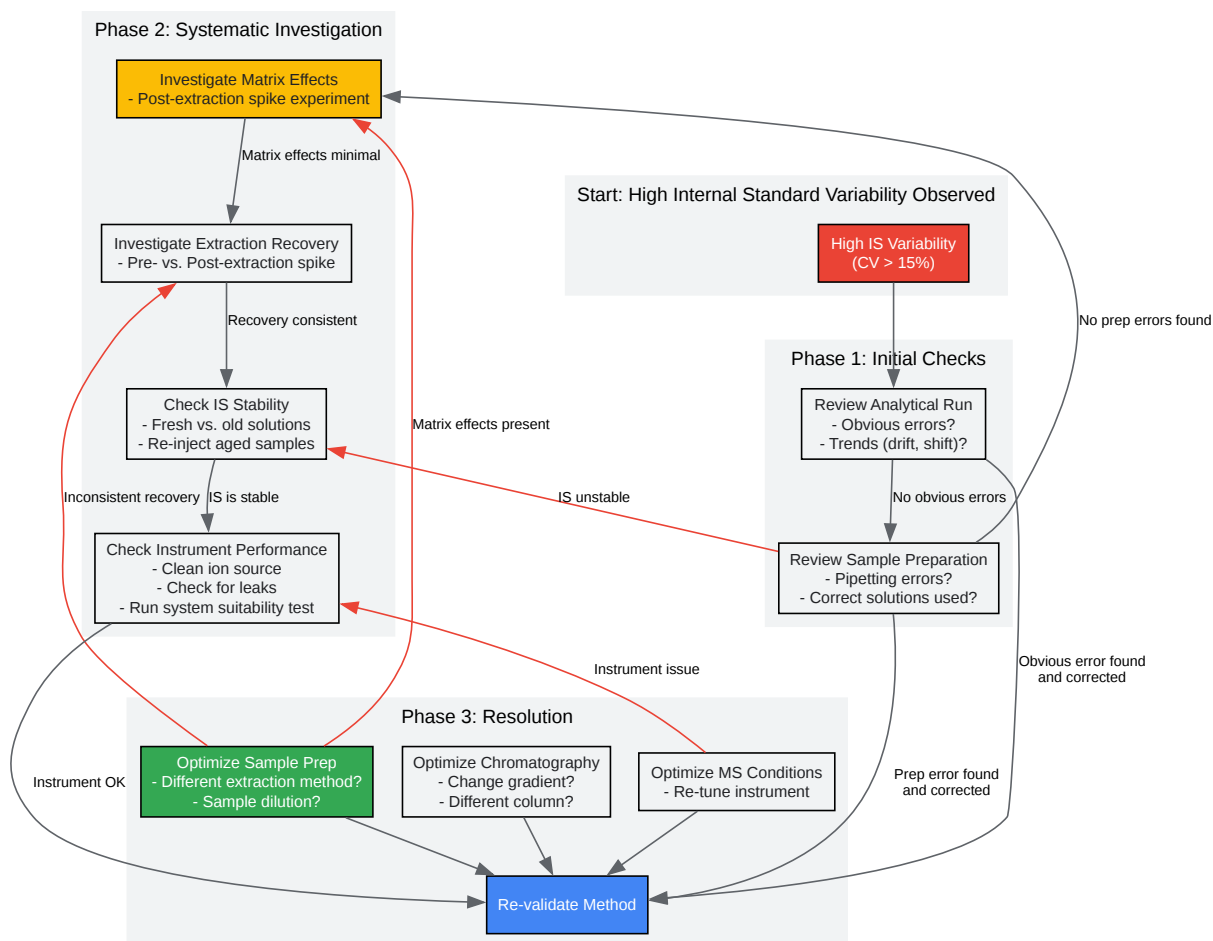 Phase 2: Systematic Investigation
Investigate Matrix Effects
- Post-extraction spike experiment
Matrix effects minimal
Start: High Internal Standard Variability Observed
High IS Variability
(CV > 15%)
Investigate Extraction Recovery
- Pre- vs. Post-extraction spike
Recovery consistent
No prep errors found
Phase 1: Initial Checks
Check IS Stability
- Fresh vs. old solutions
- Re-inject aged samples
Matrix effects present
Review Analytical Run
- Obvious errors?
- Trends (drift, shift)?
Inconsistent recovery
IS is stable
IS unstable
No obvious errors
Check Instrument Performance
- Clean ion source
- Check for leaks
- Run system suitability test
Review Sample Preparation
- Pipetting errors?
- Correct solutions used?
Instrument issue
Obvious error found
and corrected
Phase 3: Resolution
Optimize Sample Prep
- Different extraction method?
- Sample dilution?
Optimize Chromatography
- Change gradient?
- Different column?
Optimize MS Conditions
- Re-tune instrument
Instrument OK
Prep error found
and corrected
Re-validate Method